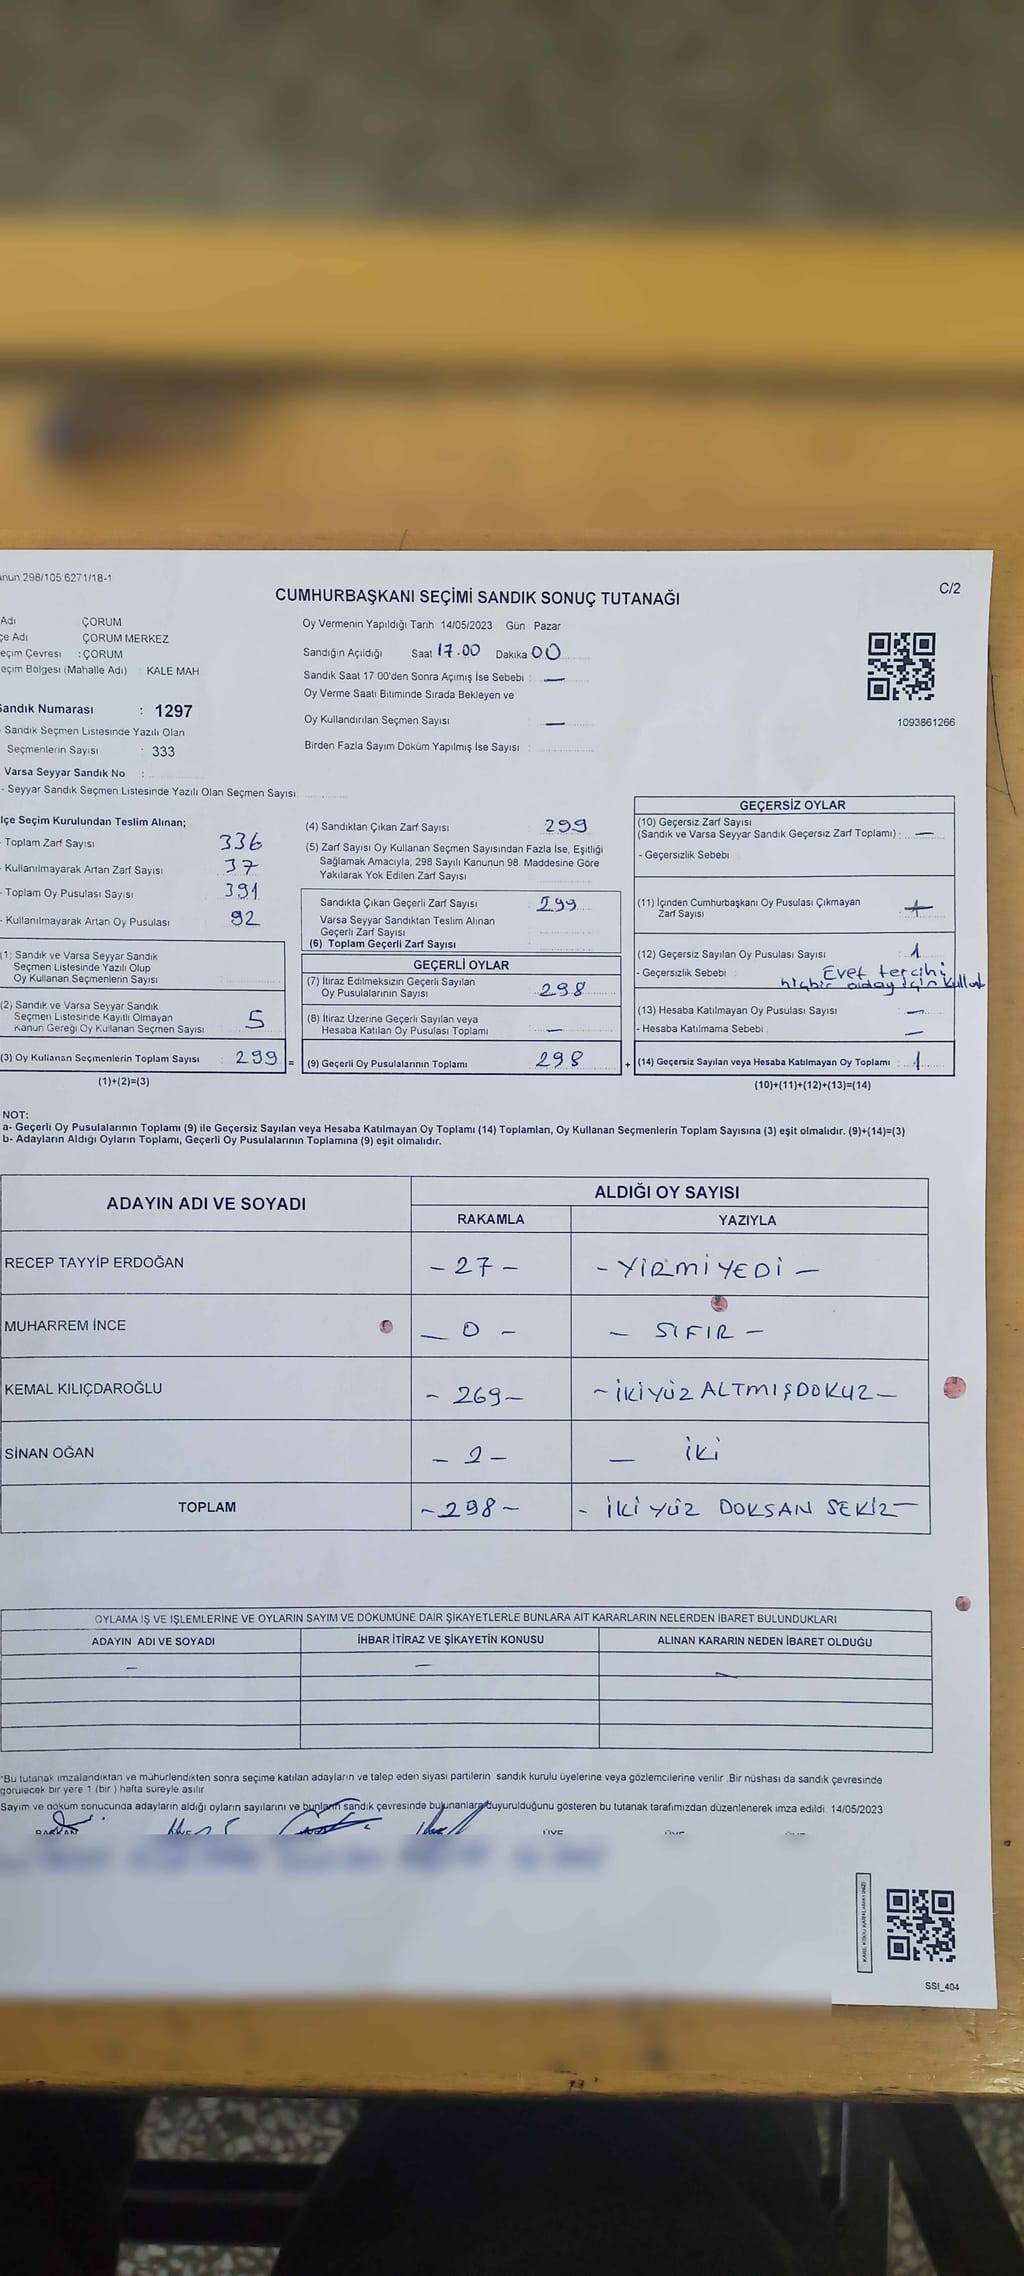 anun 298/105 6271/18-1
C/2
CUMHURBAŞKANI SEÇİMİ SANDIK SONUÇ TUTANAĞI
Adı ÇORUM
çe Adı ÇORUM MERKEZ
eçim Çevresi : ÇORUM
eçim Bölgesi (Mahalle Adı) KALE MAH
Sandık Numarası : 1297
- Sandık Seçmen Listesinde Yazılı Olan
Seçmenlerin Sayısı : 333
Varsa Seyyar Sandık No :
- Seyyar Sandık Seçmen Listesinde Yazılı Olan Seçmen Sayısı
Oy Vermenin Yapıldığı Tarih 14/05/2023 Gün Pazar
Sandığın Açıldığı Saat 17.00 Dakika 00
Sandık Saat 17 00'den Sonra Açımış İse Sebebi : —
Oy Verme Saati Bitiminde Sırada Bekleyen ve
Oy Kullandırılan Seçmen Sayısı —
Birden Fazla Sayım Döküm Yapılmış İse Sayısı :
1093861266
lçe Seçim Kurulundan Teslim Alınan;
- Toplam Zarf Sayısı 336
- Kullanılmayarak Artan Zarf Sayısı 37
- Toplam Oy Pusulası Sayısı 391
- Kullanılmayarak Artan Oy Pusulası 92
(1) Sandık ve Varsa Seyyar Sandık
Seçmen Listesinde Yazılı Olup
Oy Kullanan Seçmenlerin Sayısı
(2) Sandık ve Varsa Seyyar Sandık
Seçmen Listesinde Kayıtlı Olmayan
Kanun Gereği Oy Kullanan Seçmen Sayısı 5
(3) Oy Kullanan Seçmenlerin Toplam Sayısı : 299 =
(1)+(2)=(3)
(4) Sandıktan Çıkan Zarf Sayısı 299
(5) Zarf Sayısı Oy Kullanan Seçmen Sayısından Fazla İse, Eşitliği
Sağlamak Amacıyla, 298 Sayılı Kanunun 98. Maddesine Göre
Yakılarak Yok Edilen Zarf Sayısı
Sandıkta Çıkan Geçerli Zarf Sayısı 299
Varsa Seyyar Sandıktan Teslim Alınan
Geçerli Zarf Sayısı
(6) Toplam Geçerli Zarf Sayısı
GEÇERLİ OYLAR
(7) İtiraz Edilmeksizin Geçerli Sayılan
Oy Pusulalarının Sayısı 298
(8) İtiraz Üzerine Geçerli Sayılan veya
Hesaba Katılan Oy Pusulası Toplamı —
(9) Geçerli Oy Pusulalarının Toplamı 298 +
GEÇERSİZ OYLAR
(10) Geçersiz Zarf Sayısı
(Sandık ve Varsa Seyyar Sandık Geçersiz Zarf Toplamı) : —
- Geçersizlik Sebebi :
(11) İçinden Cumhurbaşkanı Oy Pusulası Çıkmayan
Zarf Sayısı
(12) Geçersiz Sayılan Oy Pusulası Sayısı 1
- Geçersizlik Sebebi : Evet tercihi
hiçbir aday için
(13) Hesaba Katılmayan Oy Pusulası Sayısı —
- Hesaba Katılmama Sebebi : —
(14) Geçersiz Sayılan veya Hesaba Katılmayan Oy Toplamı : 1
(10)+(11)+(12)+(13)=(14)
NOT:
a- Geçerli Oy Pusulalarının Toplamı (9) ile Geçersiz Sayılan veya Hesaba Katılmayan Oy Toplamı (14) Toplamları, Oy Kullanan Seçmenlerin Toplam Sayısına (3) eşit olmalıdır. (9)+(14)=(3)
b- Adayların Aldığı Oyların Toplamı, Geçerli Oy Pusulalarının Toplamına (9) eşit olmalıdır.
ADAYIN ADI VE SOYADI ALDIĞI OY SAYISI
RAKAMLA YAZIYLA
RECEP TAYYİP ERDOĞAN – 27 – – YİRMİYEDİ –
MUHARREM İNCE – 0 – – SIFIR –
KEMAL KILIÇDAROĞLU – 269 – – İKİYÜZ ALTMIŞDOKUZ –
SİNAN OĞAN – 2 – – İKİ
TOPLAM – 298 – – İKİ YÜZ DOKSAN SEKİZ –
OYLAMA İŞ VE İŞLEMLERİNE VE OYLARIN SAYIM VE DÖKÜMÜNE DAİR ŞİKAYETLERLE BUNLARA AİT KARARLARIN NELERDEN İBARET BULUNDUKLARI
ADAYIN ADI VE SOYADI İHBAR İTİRAZ VE ŞİKAYETİN KONUSU ALINAN KARARIN NEDEN İBARET OLDUĞU
– – –
*Bu tutanak imzalandıktan ve mühürlendikten sonra seçime katılan adayların ve talep eden siyasi partilerin sandık kurulu üyelerine veya gözlemcilerine verilir. Bir nüshası da sandık çevresinde
görülecek bir yere 1 (bir ) hafta süreyle asılır.
Sayım ve döküm sonucunda adayların aldığı oyların sayılarını ve bunların sandık çevresinde bulunanlara duyurulduğunu gösteren bu tutanak tarafımızdan düzenlenerek imza edildi. 14/05/2023
BAŞKAN ÜYE ÜYE
SSI_404